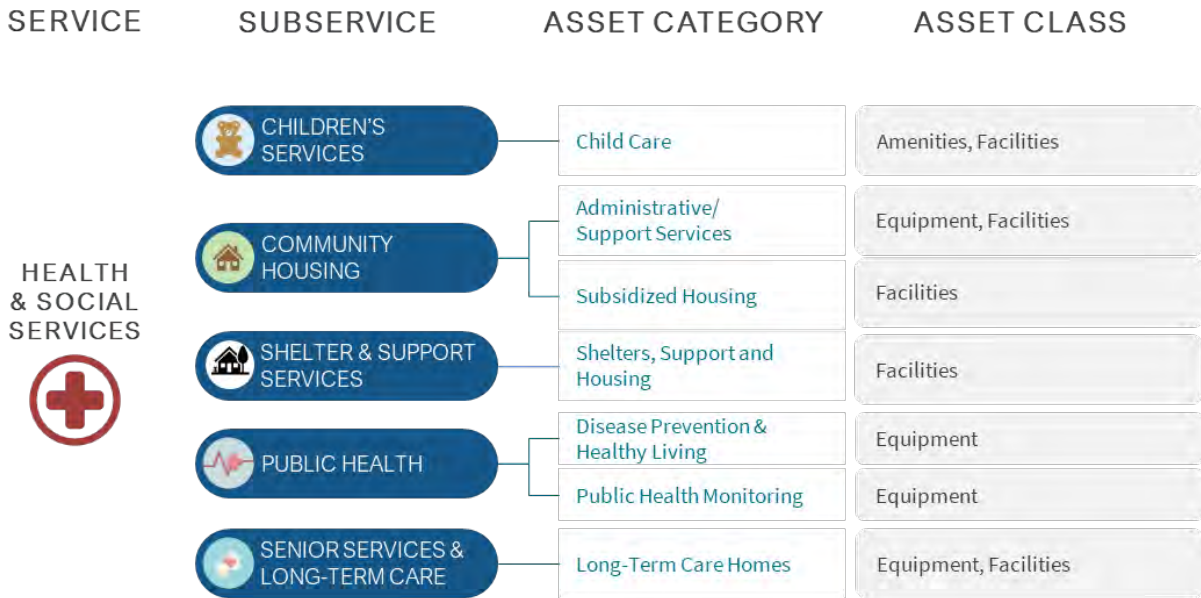 SERVICE
SUBSERVICE
ASSET CATEGORY
ASSET CLASS
HEALTH
& SOCIAL
SERVICES
CHILDREN'S
SERVICES
Child Care
Amenities, Facilities
COMMUNITY
HOUSING
Administrative/
Support Services
Equipment, Facilities
Subsidized Housing
Facilities
SHELTER & SUPPORT
SERVICES
Shelters, Support and
Housing
Facilities
PUBLIC HEALTH
Disease Prevention &
Healthy Living
Equipment
Public Health Monitoring
Equipment
SENIOR SERVICES &
LONG-TERM CARE
Long-Term Care Homes
Equipment, Facilities